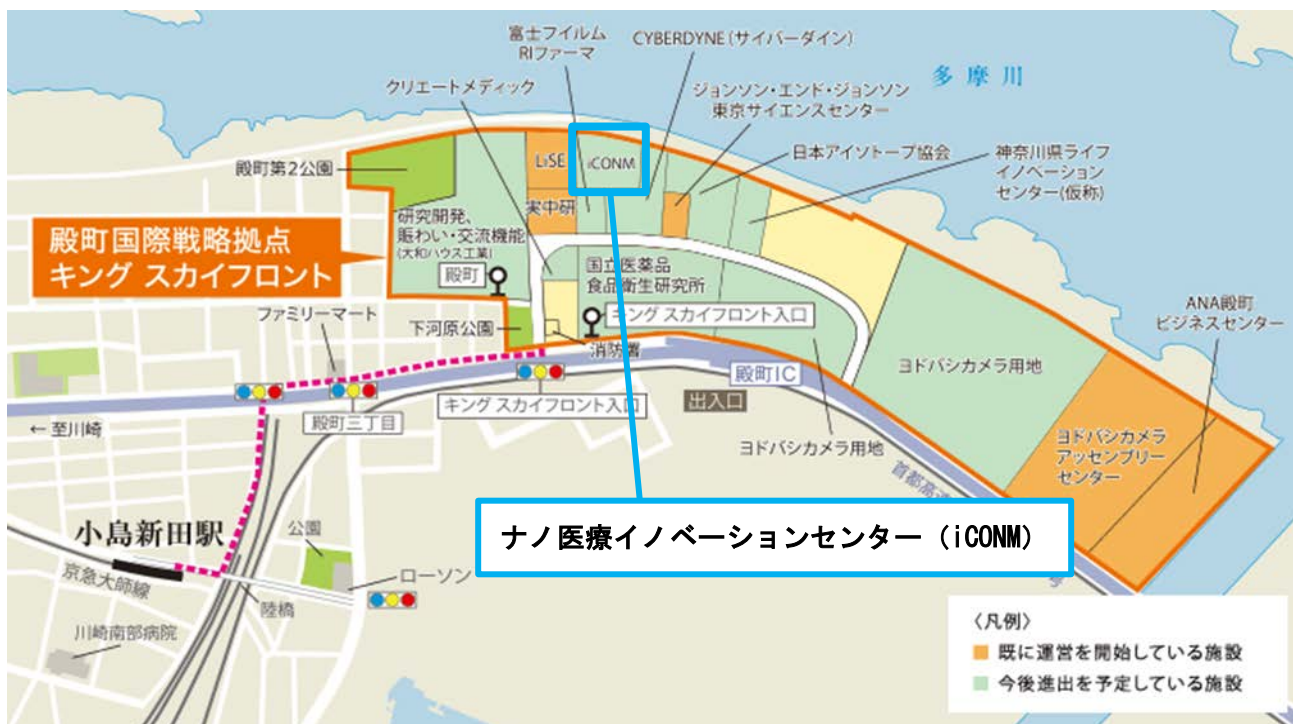 富士フイルム
RIファーマ
CYBERDYNE(サイバーダイン)
クリエートメディック
ジョンソン・エンド・ジョンソン
東京サイエンスセンター
多摩川
殿町第2公園
LiSE
iCONM
日本アイソトープ協会
神奈川県ライフ
イノベーション
センター(仮称)
実中研
研究開発、
賑わい・交流機能
(大和ハウス工業)
殿町国際戦略拠点
キング スカイフロント
殿町
国立医薬品
食品衛生研究所
キング スカイフロント入口
ANA殿町
ビジネスセンター
ファミリーマート
下河原公園
消防署
殿町IC
ヨドバシカメラ用地
出入口
キング スカイフロント入口
殿町三丁目
←至川崎
ヨドバシカメラ用地
ヨドバシカメラ
アッセンブリー
センター
首都高速
ナノ医療イノベーションセンター（iCONM）
小島新田駅
公園
京急大師線
ローソン
陸橋
川崎南部病院
〈凡例〉
既に運営を開始している施設
今後進出を予定している施設